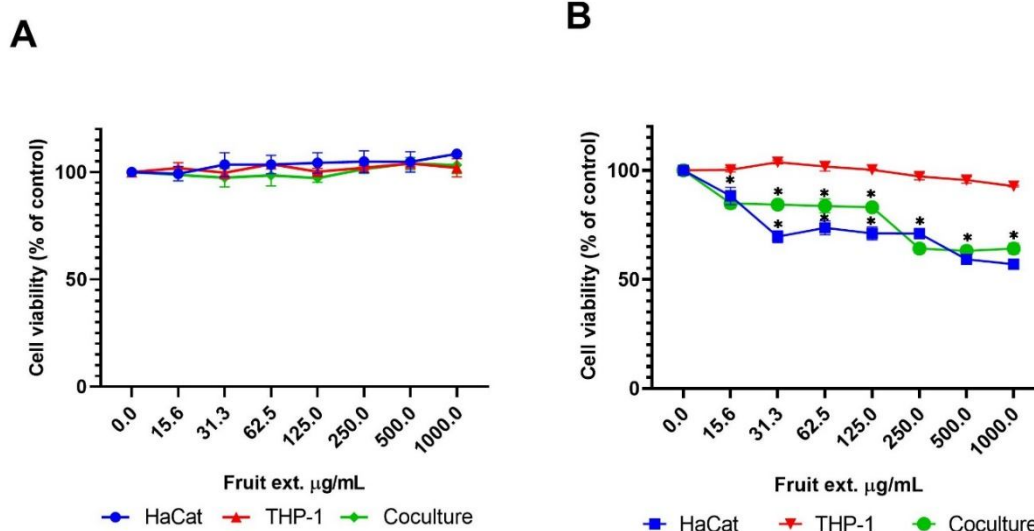 A
Cell viability (% of control)
100
50
0
0.0 15.6 31.3 62.5 125.0 250.0 500.0 1000.0
Fruit ext. μg/mL
HaCat THP-1 Coculture
B
Cell viability (% of control)
100
50
0
* * * * * * * * * *
0.0 15.6 31.3 62.5 125.0 250.0 500.0 1000.0
Fruit ext. μg/mL
HaCat THP-1 Coculture